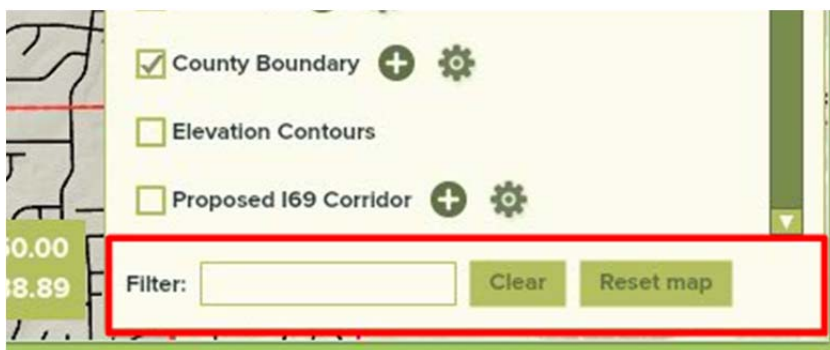 County Boundary
Elevation Contours
Proposed I69 Corridor
Filter:
Clear
Reset map